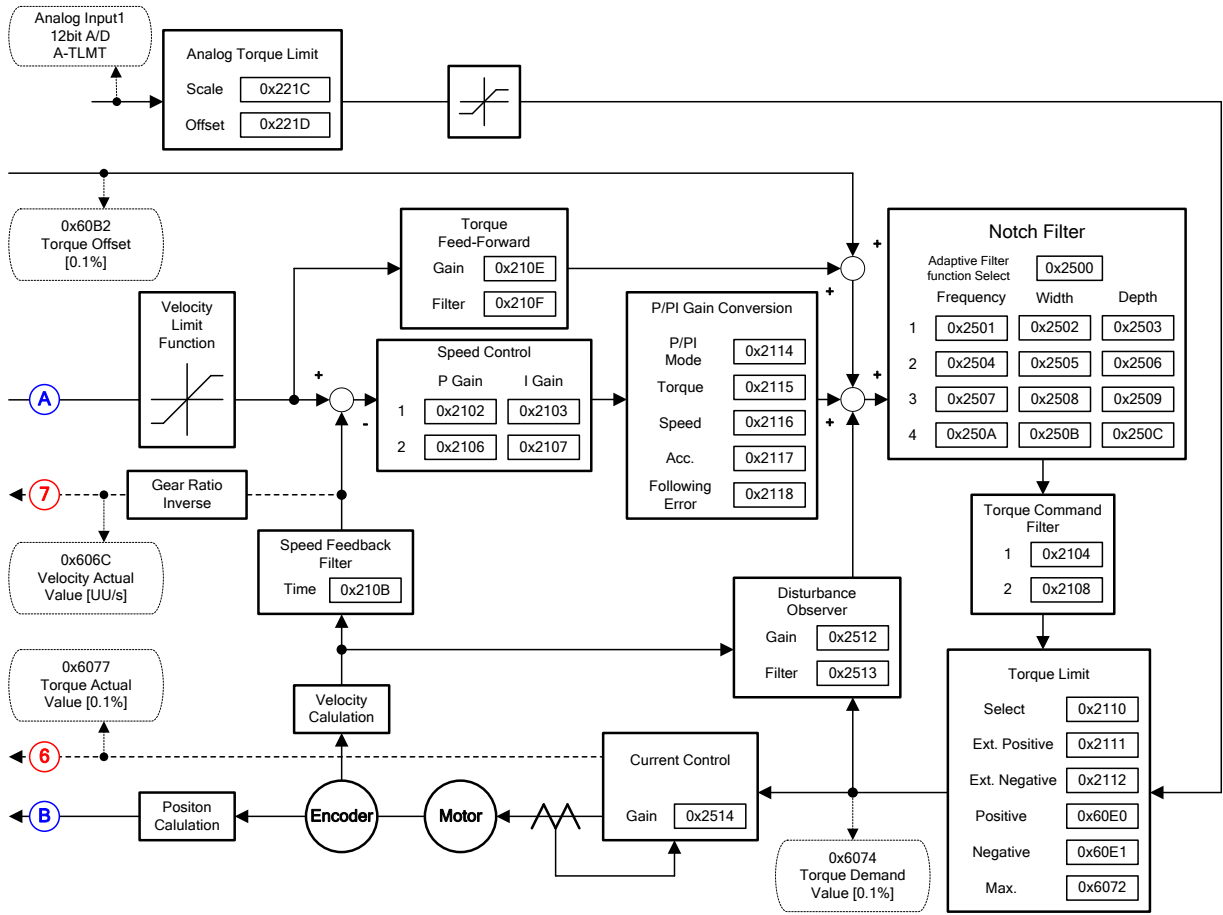 Analog Input1
12bit A/D
A-TLMT
Analog Torque Limit
Scale 0x221C
Offset 0x221D
0x60B2
Torque Offset
[0.1%]
Torque
Feed-Forward
Gain 0x210E
Filter 0x210F
+
+
Notch Filter
Adaptive Filter
function Select 0x2500
Frequency Width Depth
1 0x2501 0x2502 0x2503
2 0x2504 0x2505 0x2506
3 0x2507 0x2508 0x2509
4 0x250A 0x250B 0x250C
Velocity
Limit
Function
A
+
-
Speed Control
P Gain I Gain
1 0x2102 0x2103
2 0x2106 0x2107
P/PI Gain Conversion
P/PI
Mode 0x2114
Torque 0x2115
Speed 0x2116
Acc. 0x2117
Following
Error 0x2118
+
+
7
Gear Ratio
Inverse
0x606C
Velocity Actual
Value [UU/s]
Speed Feedback
Filter
Time 0x210B
Torque Command
Filter
1 0x2104
2 0x2108
Disturbance
Observer
Gain 0x2512
Filter 0x2513
0x6077
Torque Actual
Value [0.1%]
Velocity
Calulation
Torque Limit
Select 0x2110
Ext. Positive 0x2111
Ext. Negative 0x2112
Positive 0x60E0
Negative 0x60E1
Max. 0x6072
6
Current Control
Gain 0x2514
B
Positon
Calulation
Encoder
Motor
0x6074
Torque Demand
Value [0.1%]